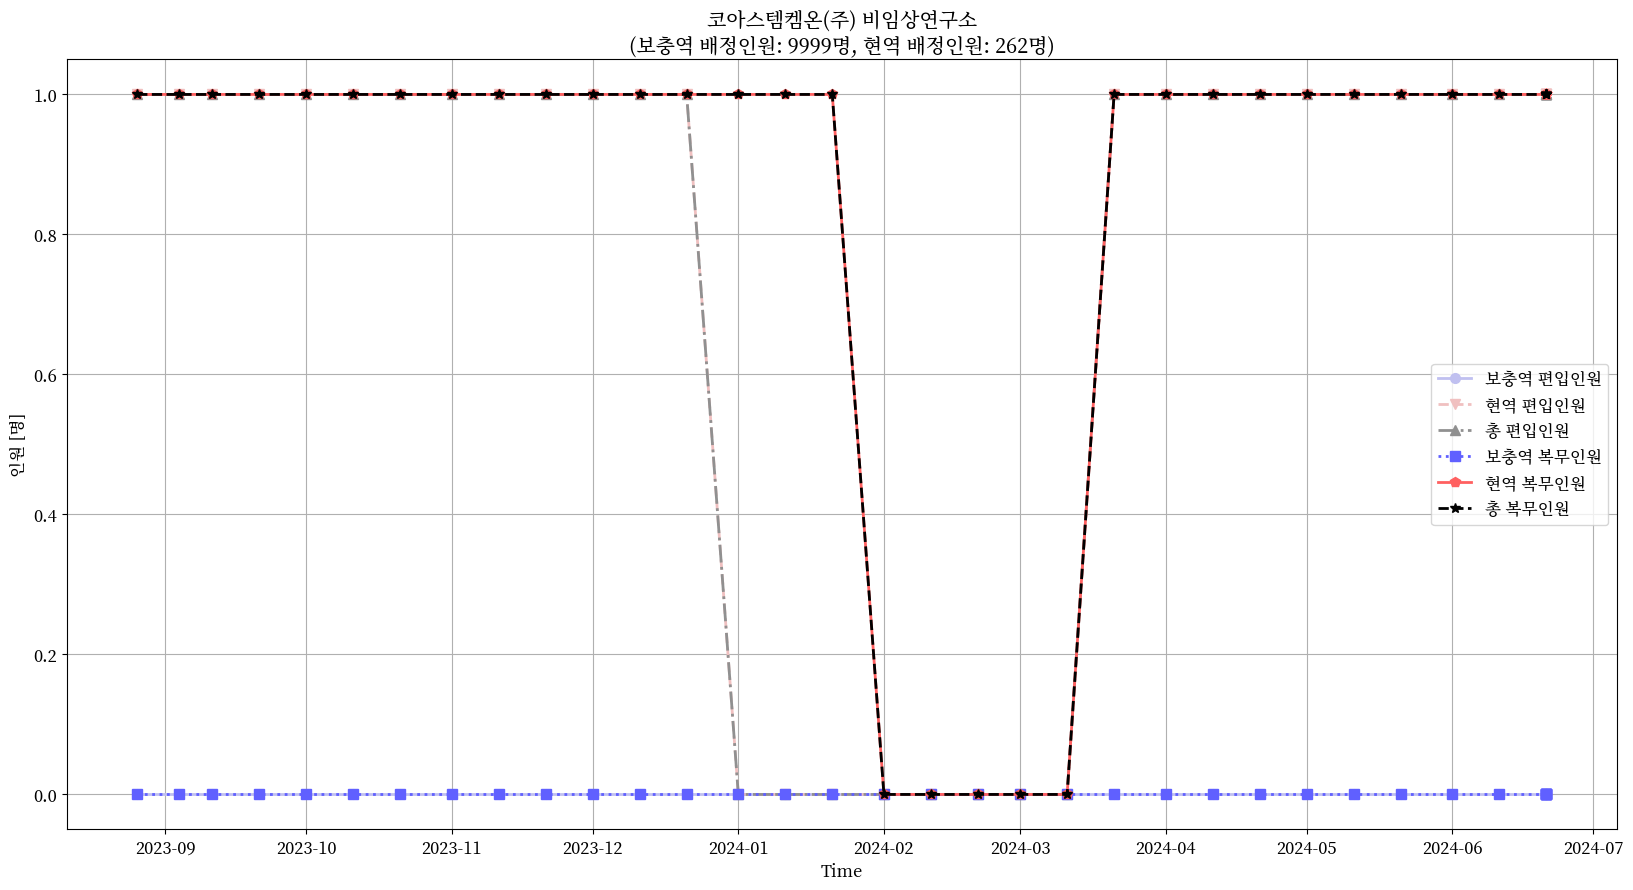 코아스템켐온(주) 비임상연구소
(보충역 배정인원: 9999명, 현역 배정인원: 262명)
1.0
0.8
0.6
0.4
0.2
0.0
인원 [명]
보충역 편입인원
현역 편입인원
총 편입인원
보충역 복무인원
현역 복무인원
총 복무인원
2023-09
2023-10
2023-11
2023-12
2024-01
2024-02
2024-03
2024-04
2024-05
2024-06
2024-07
Time